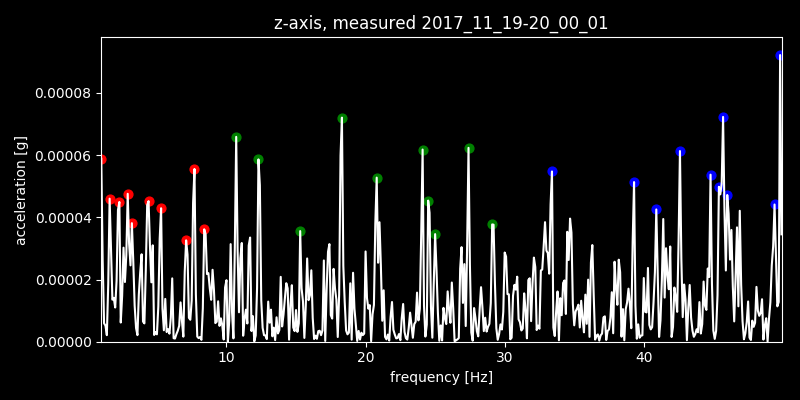 z-axis, measured 2017_11_19-20_00_01
0.00008
0.00006
0.00004
0.00002
0.00000
acceleration [g]
10 20 30 40
frequency [Hz]